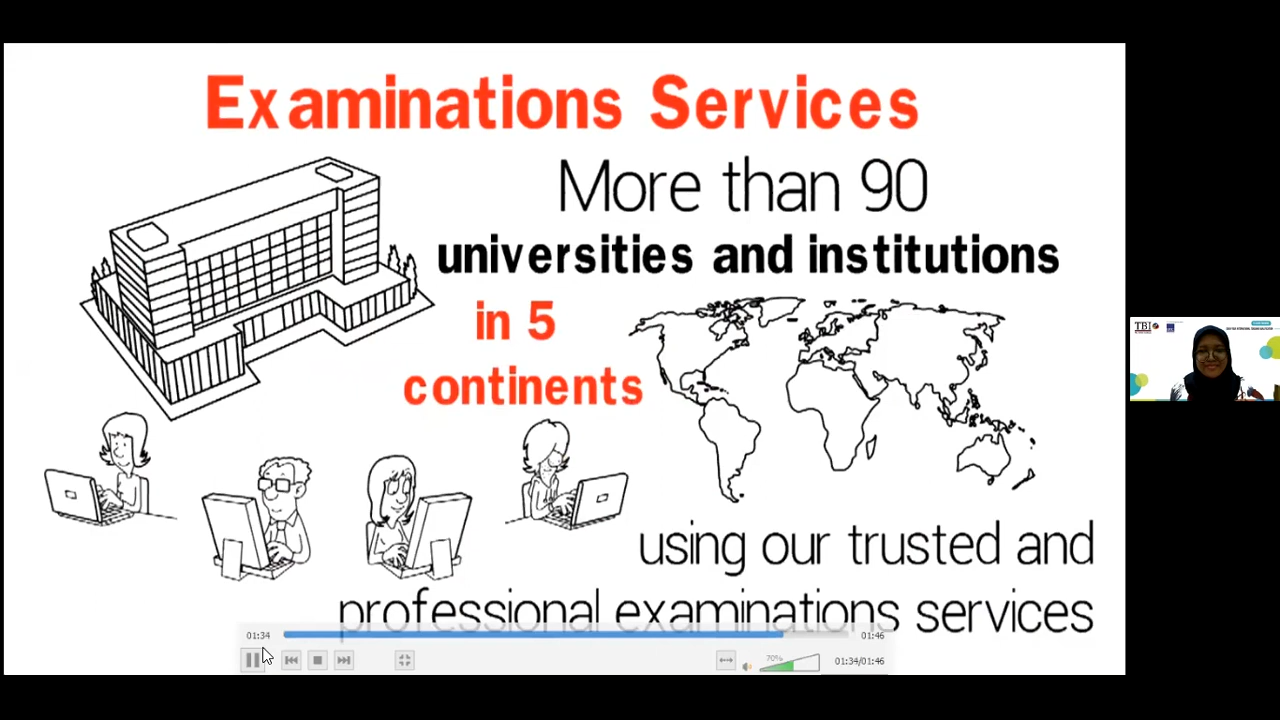 Examinations Services
More than 90
universities and institutions
in 5
continents
using our trusted and
professional examinations services
01:34
01:46
70%
01:34/01:46
TBI